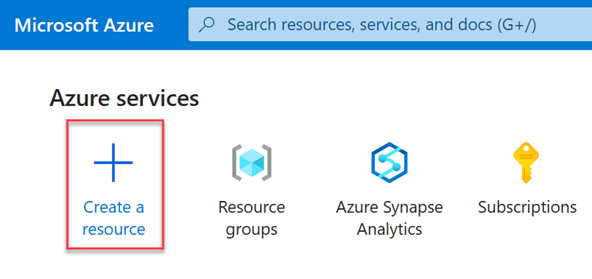 Microsoft Azure
Search resources, services, and docs (G+/)
Azure services
Create a
resource
Resource
groups
Azure Synapse
Analytics
Subscriptions